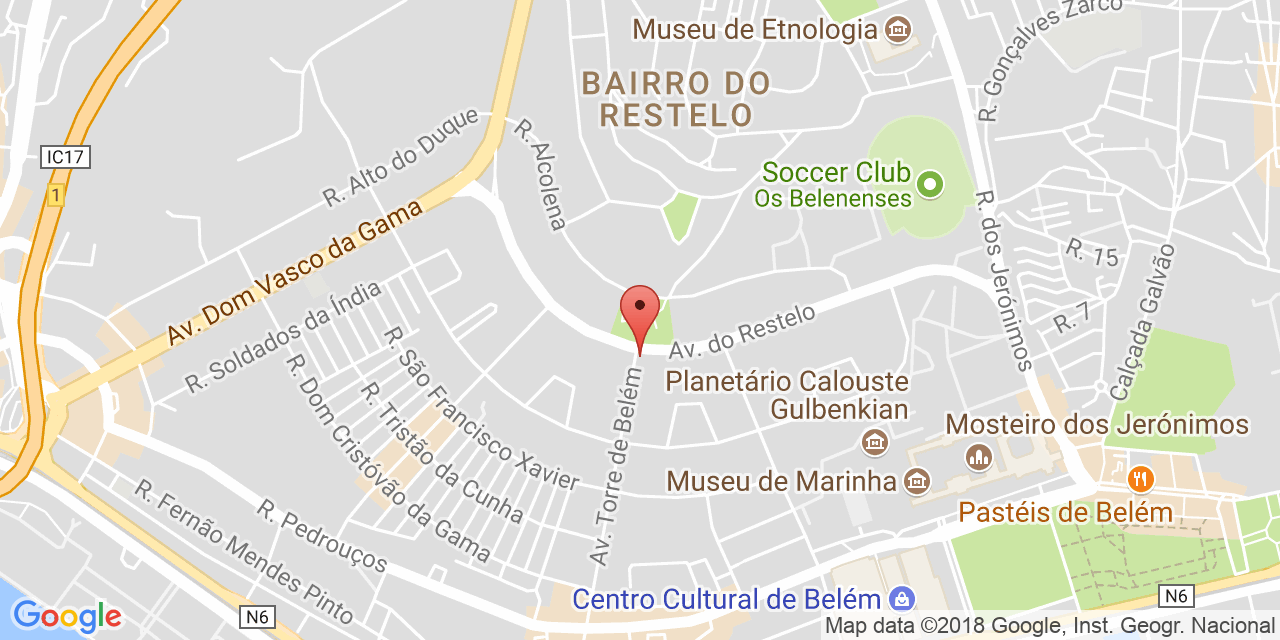 Museu de Etnologia
R. Gonçalves Zarco
BAIRRO DO
RESTELO
R. Alto do Duque
R. Alcolena
IC17
1
Soccer Club
Os Belenenses
Av. Dom Vasco da Gama
R. dos Jerónimos
R. 15
R. 7
Calçada Galvão
R. Soldados da Índia
Av. do Restelo
R. São Francisco Xavier
R. Tristão da Cunha
R. Dom Cristóvão da Gama
Av. Torre de Belém
Planetário Calouste
Gulbenkian
Mosteiro dos Jerónimos
Museu de Marinha
Pastéis de Belém
R. Pedrouços
R. Fernão Mendes Pinto
Centro Cultural de Belém
N6
N6
Google
Map data ©2018 Google, Inst. Geogr. Nacional